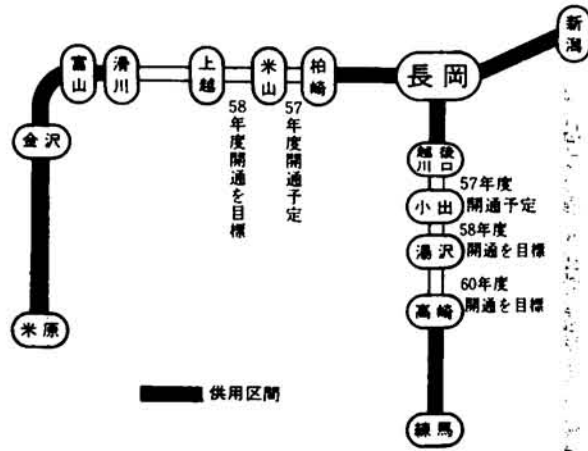 新潟
富山
滑川
上越
米山
柏崎
長岡
58年度開通を目標
57年度開通予定
金沢
越後川口
57年度
開通予定
小出
58年度
開通を目標
湯沢
60年度
開通を目標
高崎
米原
供用区間
練馬